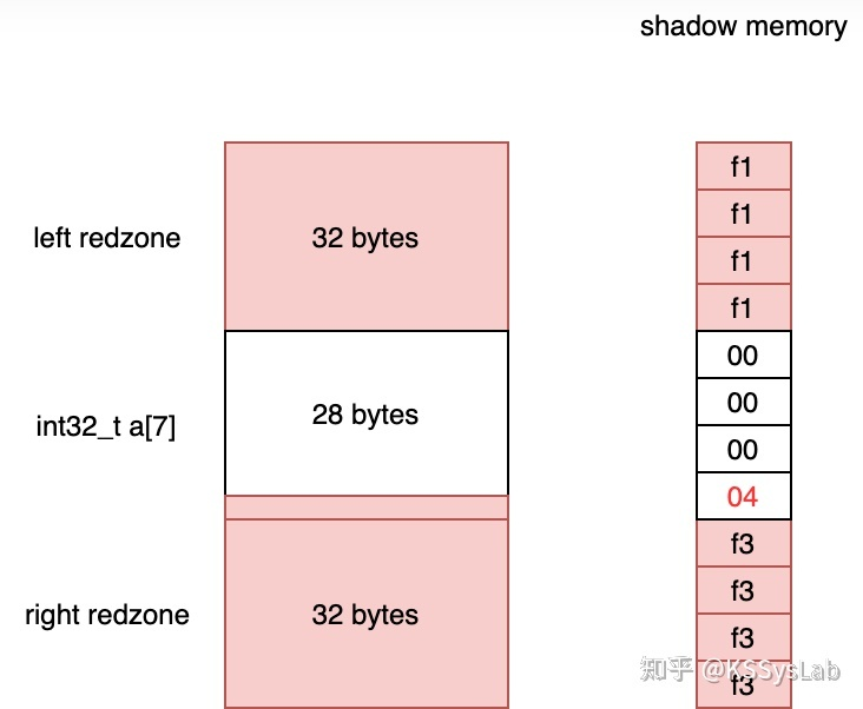 shadow memory
f1
f1
left redzone
32 bytes
f1
f1
00
00
int32_t a[7]
28 bytes
00
04
f3
f3
right redzone
32 bytes
f3
f3
知乎 @KSSysLab